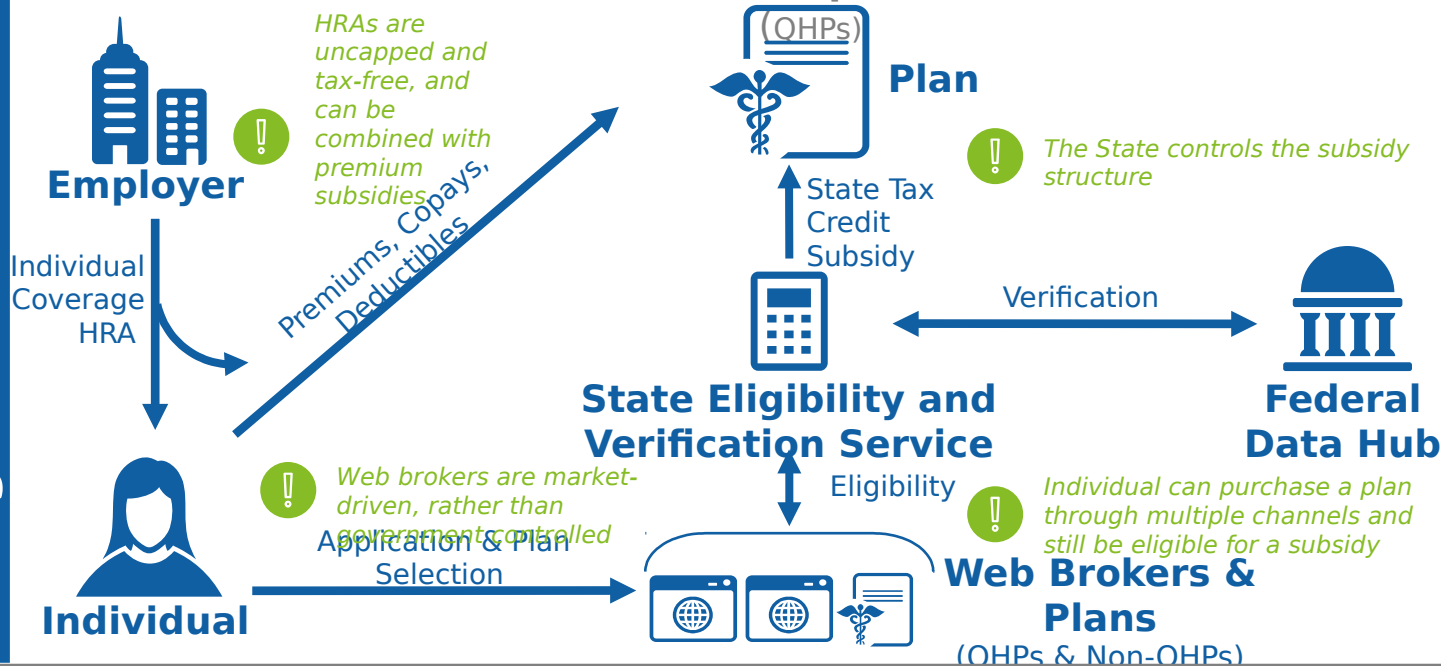 HRAs are
uncapped and
tax-free, and
can be
combined with
premium
subsidies
Employer
Individual
Coverage
HRA
Premiums, Copays,
Deductibles
(QHPs)
Plan
The State controls the subsidy
structure
State Tax
Credit
Subsidy
Verification
State Eligibility and
Verification Service
Federal
Data Hub
Eligibility
Web brokers are market-
driven, rather than
government controlled
Application & Plan
Selection
Individual
Individual can purchase a plan
through multiple channels and
still be eligible for a subsidy
Web Brokers &
Plans
(QHPs & Non-QHPs)